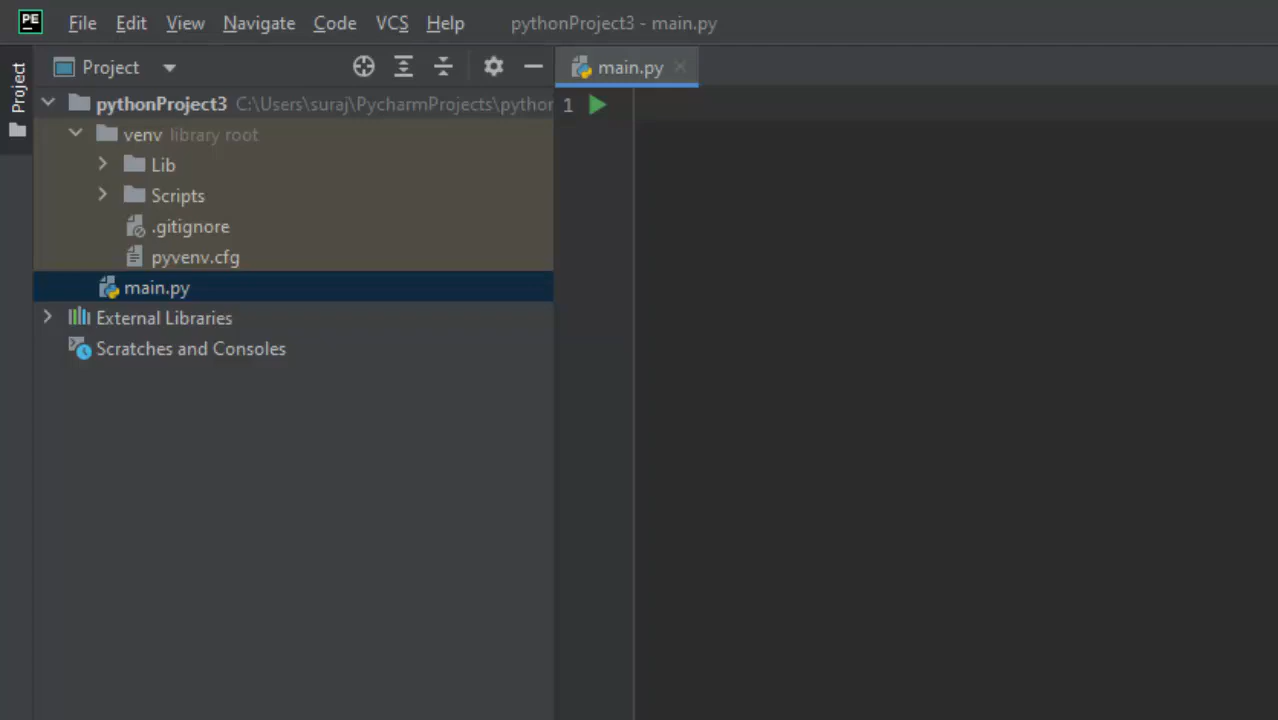 PE File Edit View Navigate Code VCS Help pythonProject3 - main.py
Project
Project
main.py
pythonProject3 C:\Users\suraj\PycharmProjects\python
1
venv library root
Lib
Scripts
.gitignore
pyvenv.cfg
main.py
External Libraries
Scratches and Consoles